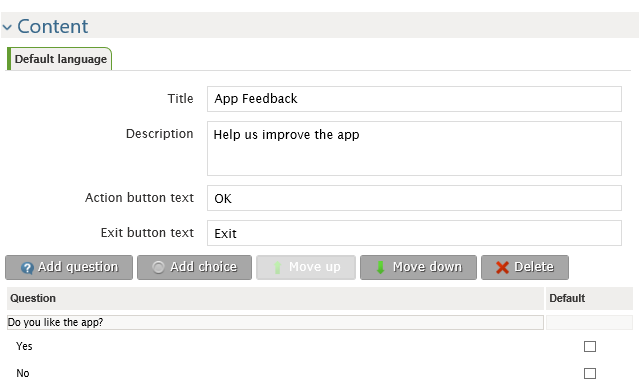 Content
Default language
Title App Feedback
Description Help us improve the app
Action button text OK
Exit button text Exit
Add question Add choice Move up Move down Delete
Question Default
Do you like the app?
Yes
No